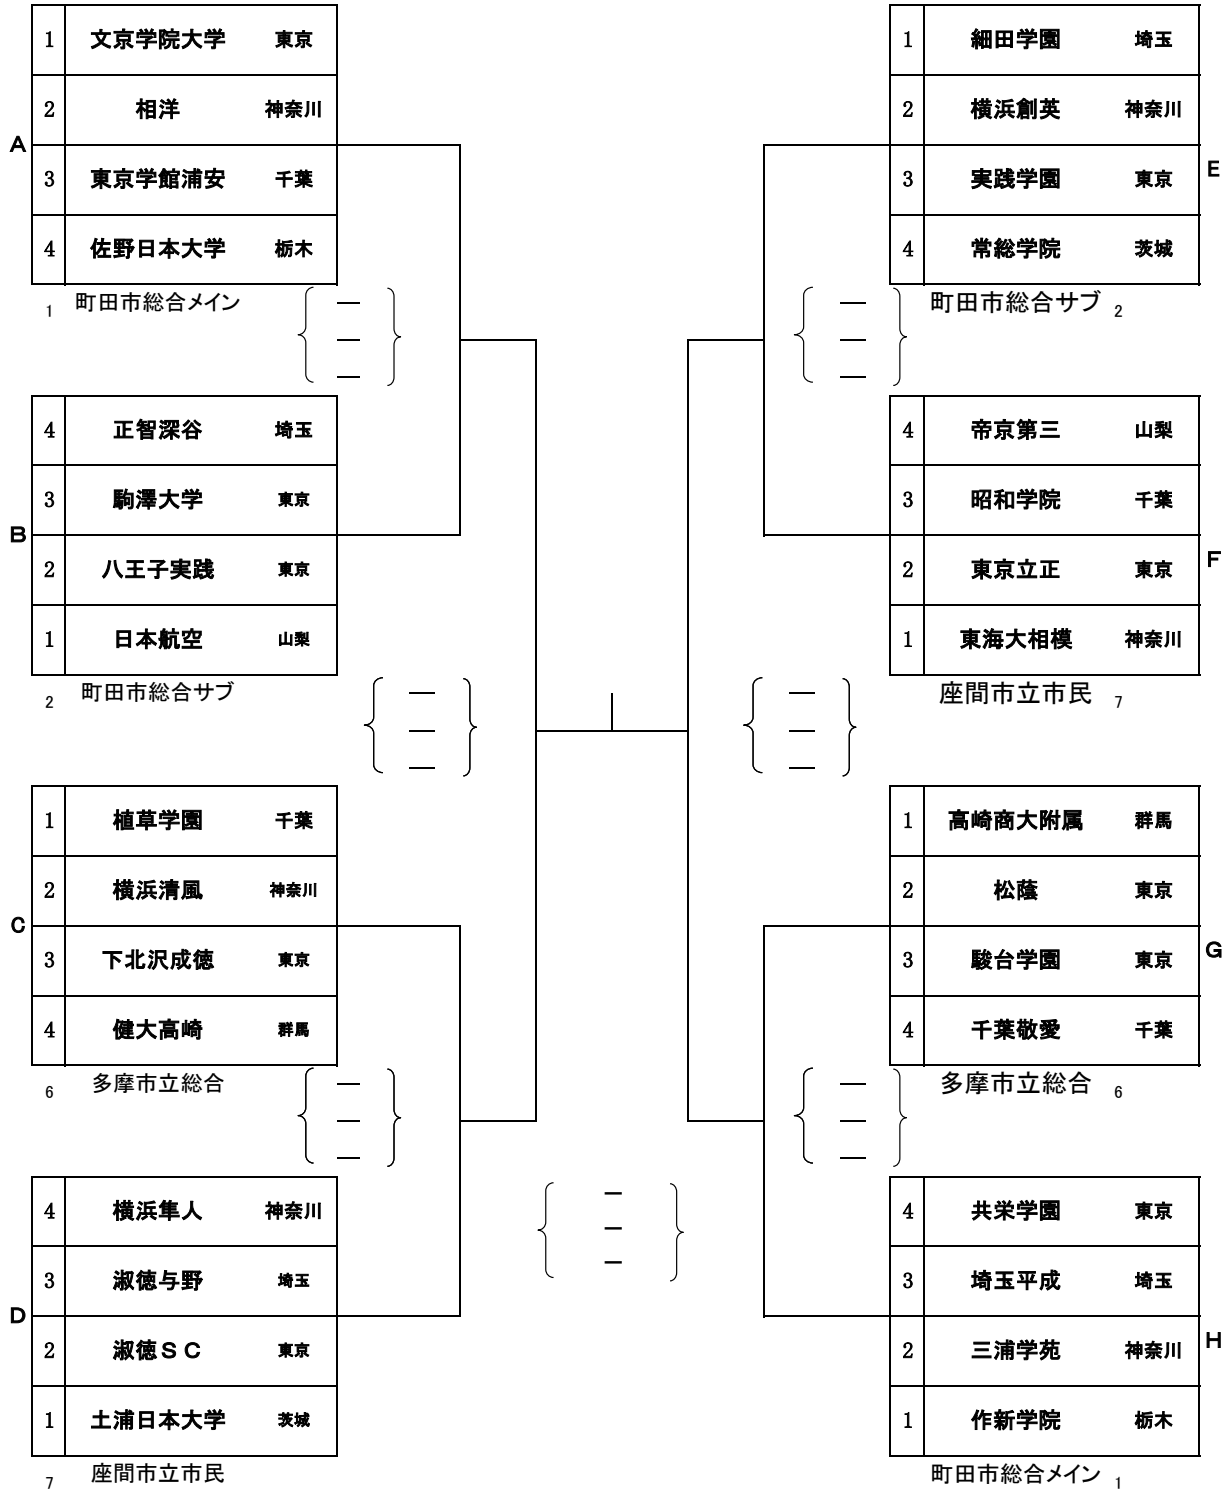 A
1 文京学院大学 東京
2 相洋 神奈川
3 東京学館浦安 千葉
4 佐野日本大学 栃木
1 町田市総合メイン
B
4 正智深谷 埼玉
3 駒澤大学 東京
2 八王子実践 東京
1 日本航空 山梨
2 町田市総合サブ
C
1 植草学園 千葉
2 横浜清風 神奈川
3 下北沢成徳 東京
4 健大高崎 群馬
6 多摩市立総合
D
4 横浜隼人 神奈川
3 淑徳与野 埼玉
2 淑徳ＳＣ 東京
1 土浦日本大学 茨城
7 座間市立市民
E
1 細田学園 埼玉
2 横浜創英 神奈川
3 実践学園 東京
4 常総学院 茨城
町田市総合サブ 2
F
4 帝京第三 山梨
3 昭和学院 千葉
2 東京立正 東京
1 東海大相模 神奈川
座間市立市民 7
G
1 高崎商大附属 群馬
2 松蔭 東京
3 駿台学園 東京
4 千葉敬愛 千葉
多摩市立総合 6
H
4 共栄学園 東京
3 埼玉平成 埼玉
2 三浦学苑 神奈川
1 作新学院 栃木
町田市総合メイン 1